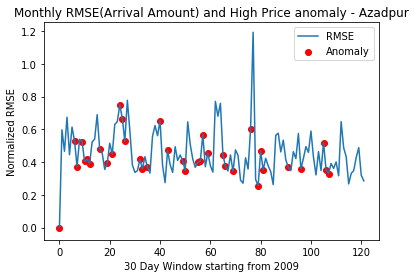 Monthly RMSE(Arrival Amount) and High Price anomaly - Azadpur
RMSE
Anomaly
Normalized RMSE
1.2
1.0
0.8
0.6
0.4
0.2
0.0
0 20 40 60 80 100 120
30 Day Window starting from 2009